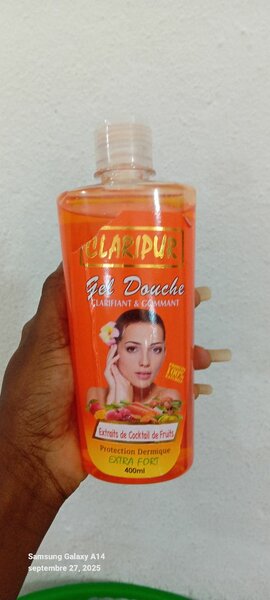 CLARIPUR
Gel Douche
CLARIFIANT & GOMMANT
100%
Extraits de Cocktail de Fruits
Protection Dermique
EXTRA FORT
400ml
Samsung Galaxy A14
septembre 27, 2025